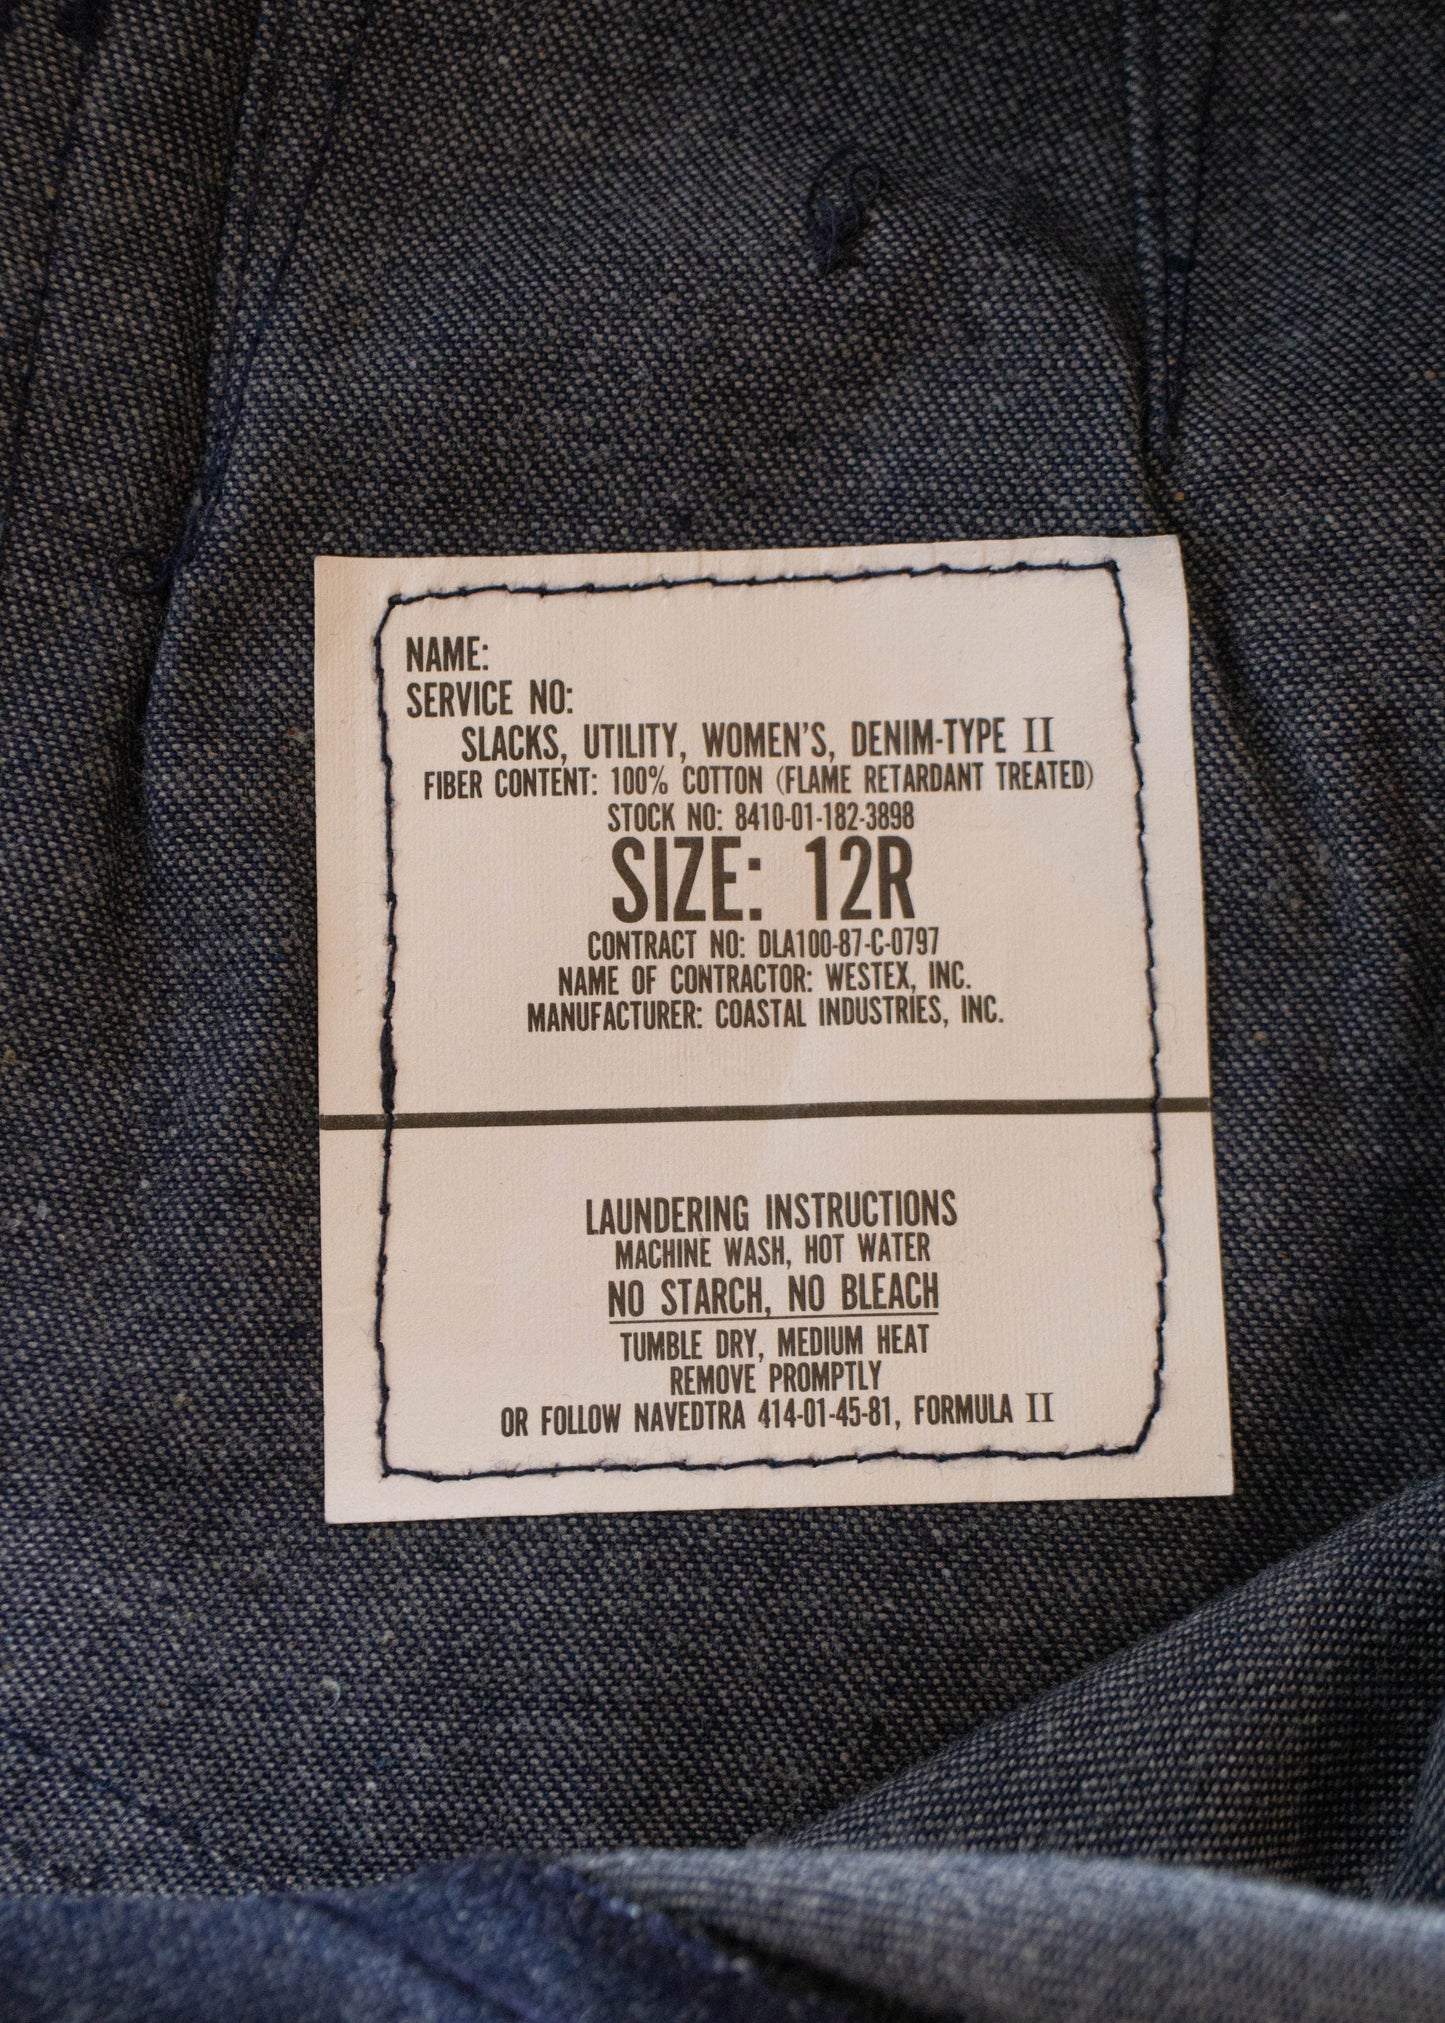 NAME:
SERVICE NO:
SLACKS, UTILITY, WOMEN'S, DENIM-TYPE II
FIBER CONTENT: 100% COTTON (FLAME RETARDANT TREATED)
STOCK NO: 8410-01-182-3898
SIZE: 12R
CONTRACT NO: DLA100-87-C-0797
NAME OF CONTRACTOR: WESTEX, INC.
MANUFACTURER: COASTAL INDUSTRIES, INC.
LAUNDERING INSTRUCTIONS
MACHINE WASH, HOT WATER
NO STARCH, NO BLEACH
TUMBLE DRY, MEDIUM HEAT
REMOVE PROMPTLY
OR FOLLOW NAVEDTRA 414-01-45-81, FORMULA II